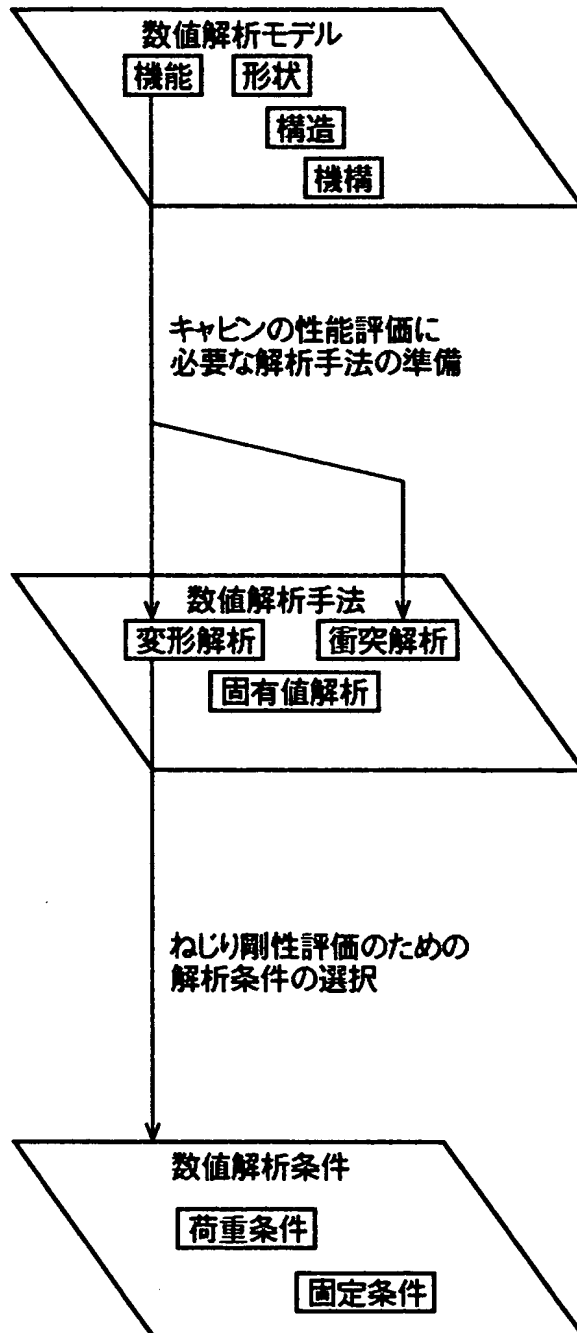 数値解析モデル
機能 形状
構造
機構
キャビンの性能評価に
必要な解析手法の準備
数値解析手法
変形解析 衝突解析
固有値解析
ねじり剛性評価のための
解析条件の選択
数値解析条件
荷重条件
固定条件